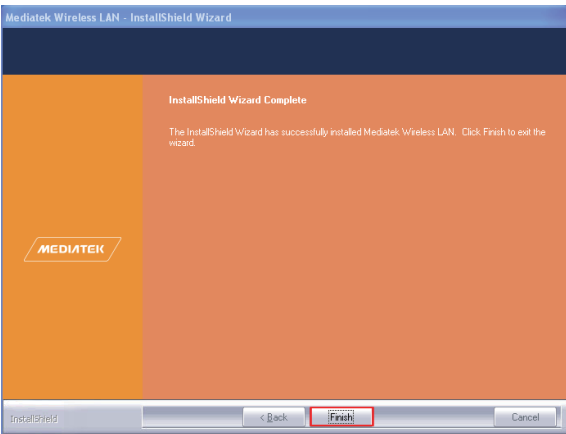 Mediatek Wireless LAN - InstallShield Wizard
InstallShield Wizard Complete
The InstallShield Wizard has successfully installed Mediatek Wireless LAN. Click Finish to exit the
wizard.
MEDIATEK
InstallShield
< Back Finish Cancel